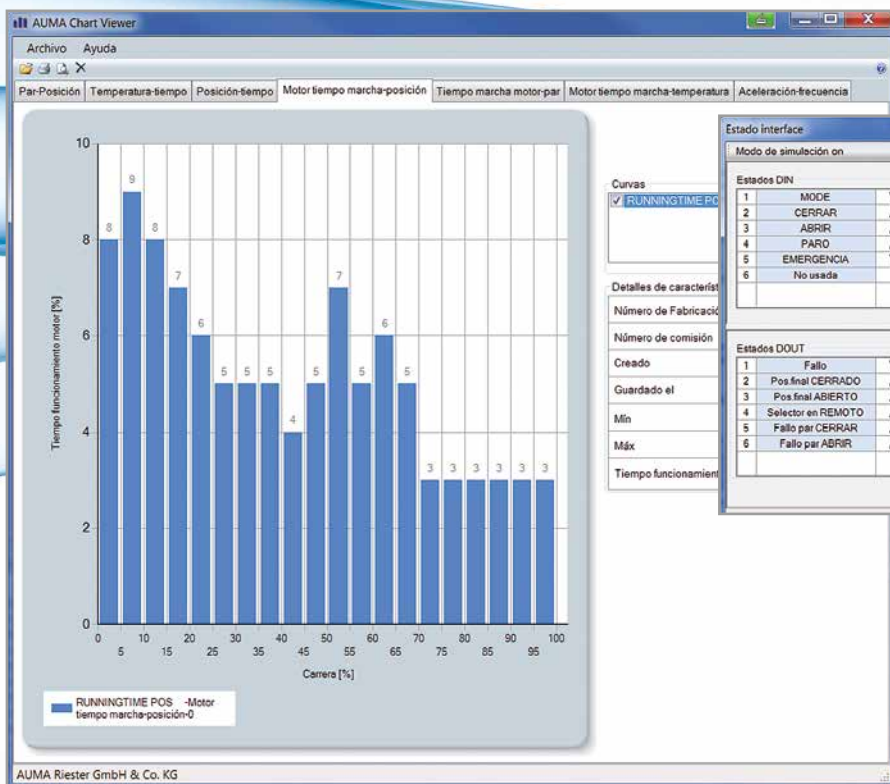 AUMA Chart Viewer
Archivo Ayuda
Par-Posición Temperatura-tiempo Posición-tiempo Motor tiempo marcha-posición Tiempo marcha motor-par Motor tiempo marcha-temperatura Aceleración-frecuencia
Tiempo funcionamiento motor [%]
10
8
6
4
2
0
8 9 8 7 6 5 5 5 4 5 7 5 6 5 3 3 3 3 3 3
0 10 20 30 40 50 60 70 80 90 100
5 15 25 35 45 55 65 75 85 95
Carrera [%]
RUNNINGTIME POS -Motor
tiempo marcha-posición-0
Curvas
RUNNINGTIME PO
Detalles de característ
Número de Fabricació
Número de comisión
Creado
Guardado el
Mín
Máx
Tiempo funcionamient
Estado interface
Modo de simulación on
Estados DIN
1 MODE
2 CERRAR
3 ABRIR
4 PARO
5 EMERGENCIA
6 No usada
Estados DOUT
1 Fallo
2 Pos.final CERRADO
3 Pos.final ABIERTO
4 Selector en REMOTO
5 Fallo par CERRAR
6 Fallo par ABRIR
AUMA Riester GmbH & Co. KG